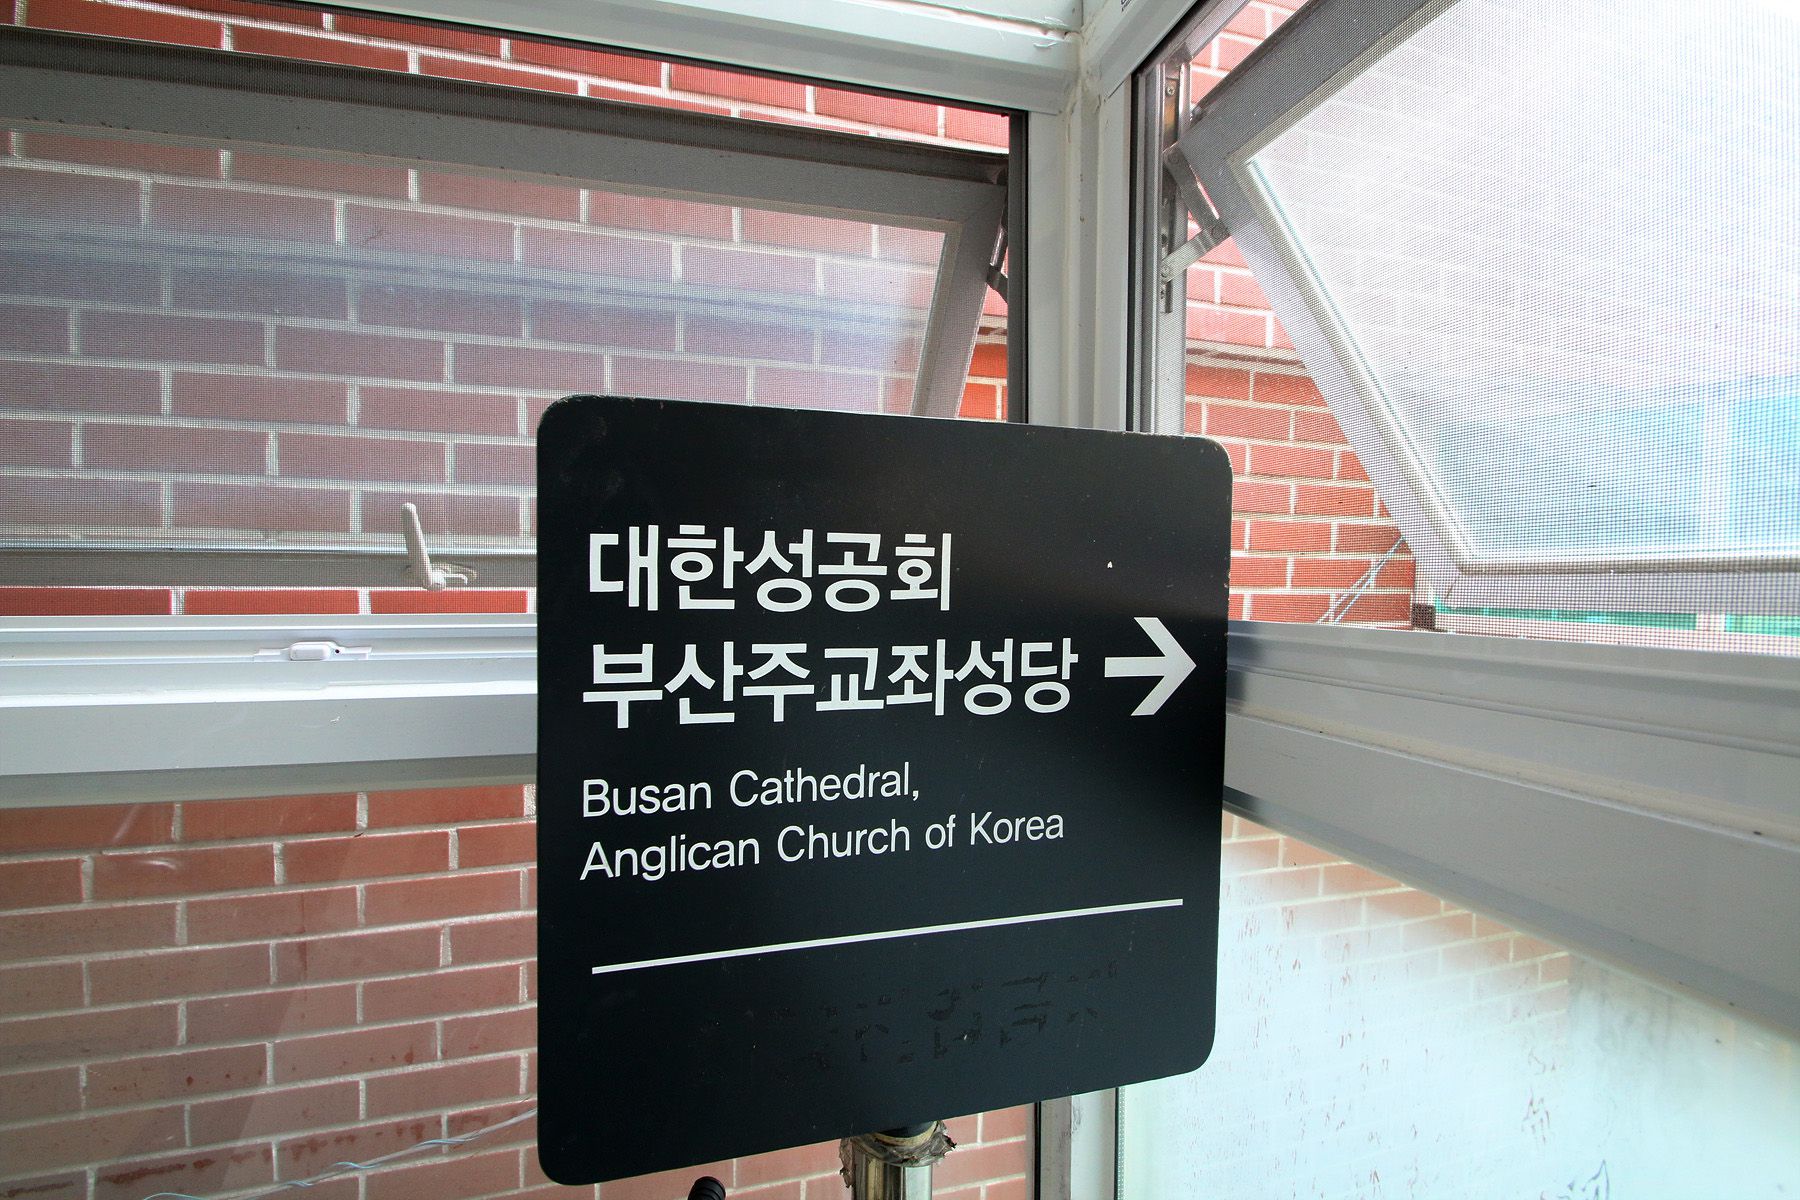 대한성공회
부산주교좌성당 →
Busan Cathedral,
Anglican Church of Korea